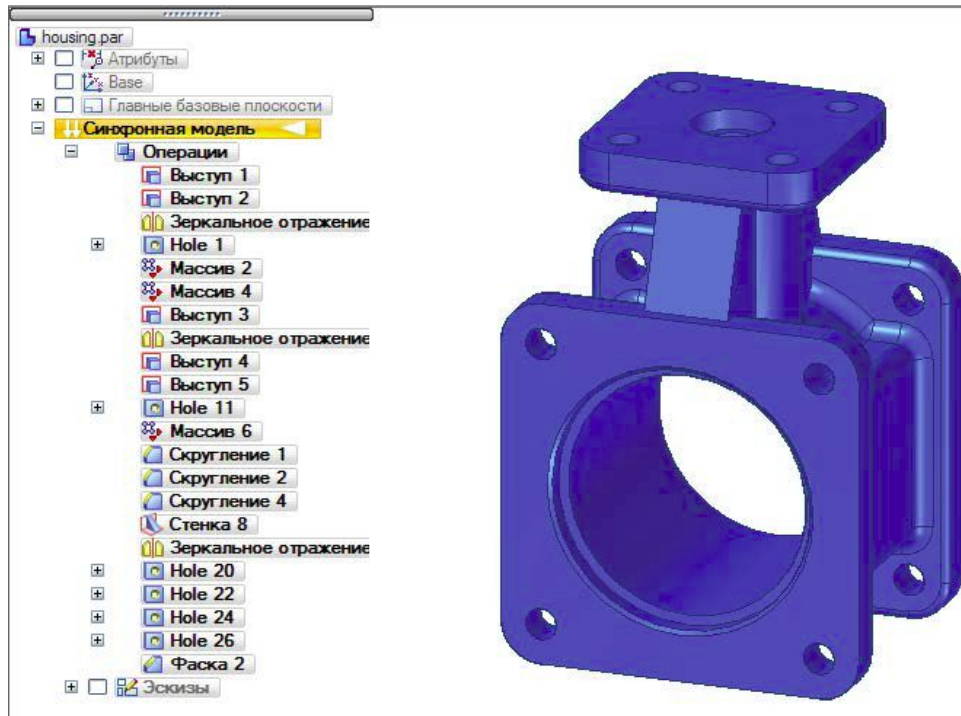 housing.par
Атрибуты
Base
Главные базовые плоскости
Синхронная модель
Операции
Выступ 1
Выступ 2
Зеркальное отражение
Hole 1
Массив 2
Массив 4
Выступ 3
Зеркальное отражение
Выступ 4
Выступ 5
Hole 11
Массив 6
Скругление 1
Скругление 2
Скругление 4
Стенка 8
Зеркальное отражение
Hole 20
Hole 22
Hole 24
Hole 26
Фаска 2
Эскизы